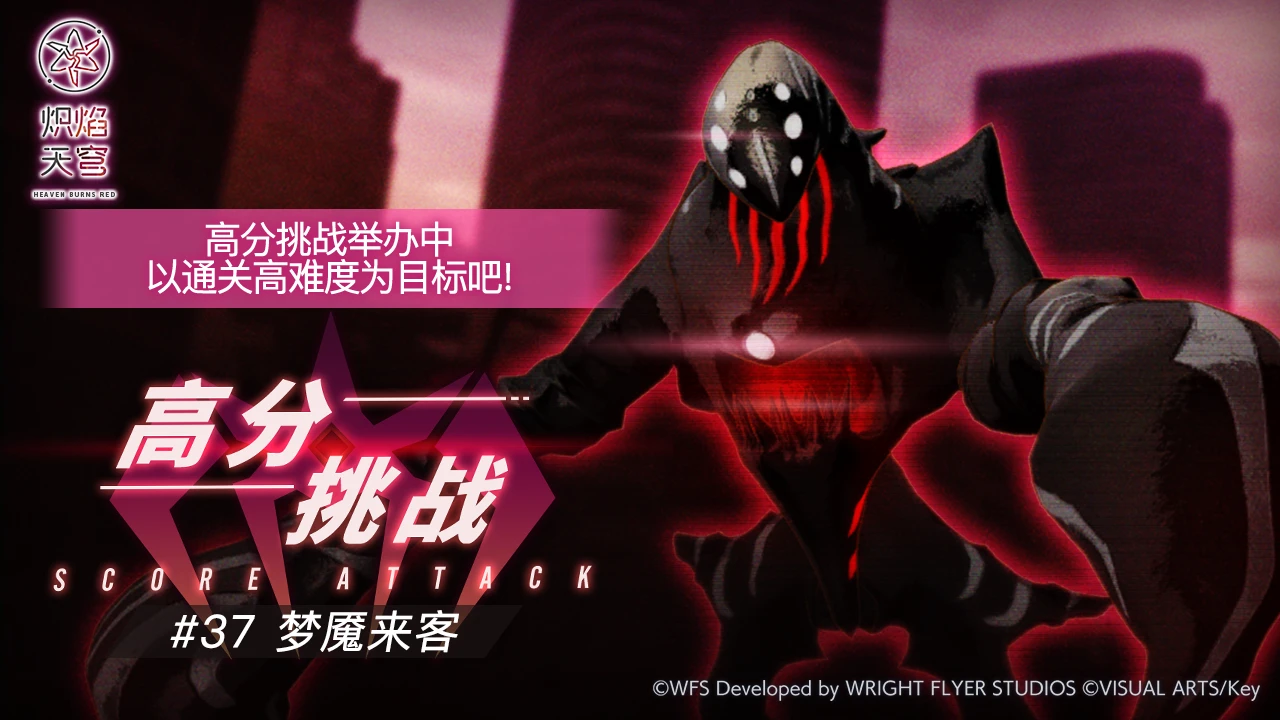 炽焰
天穹
HEAVEN BURNS RED
高分挑战举办中
以通关高难度为目标吧!
高分
挑战
SCORE ATTACK
#37 梦魇来客
©WFS Developed by WRIGHT FLYER STUDIOS ©VISUAL ARTS/Key